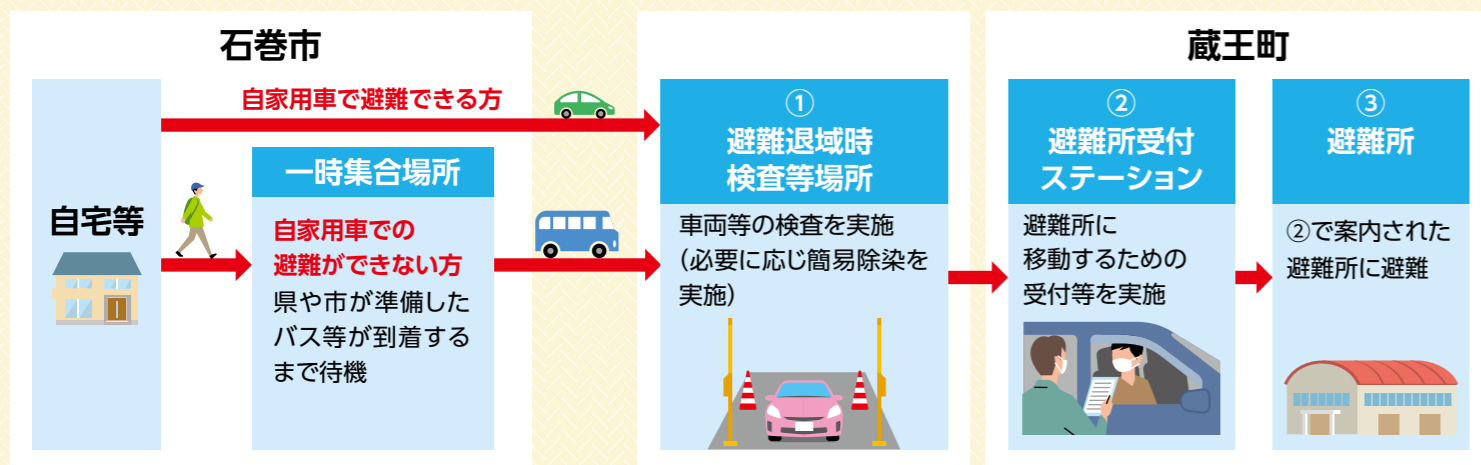 石巻市
自宅等
自家用車で避難できる方
一時集合場所
自家用車での
避難ができない方
県や市が準備した
バス等が到着する
まで待機
①
避難退域時
検査等場所
車両等の検査を実施
（必要に応じ簡易除染を
実施）
蔵王町
②
避難所受付
ステーション
避難所に
移動するための
受付等を実施
③
避難所
②で案内された
避難所に避難